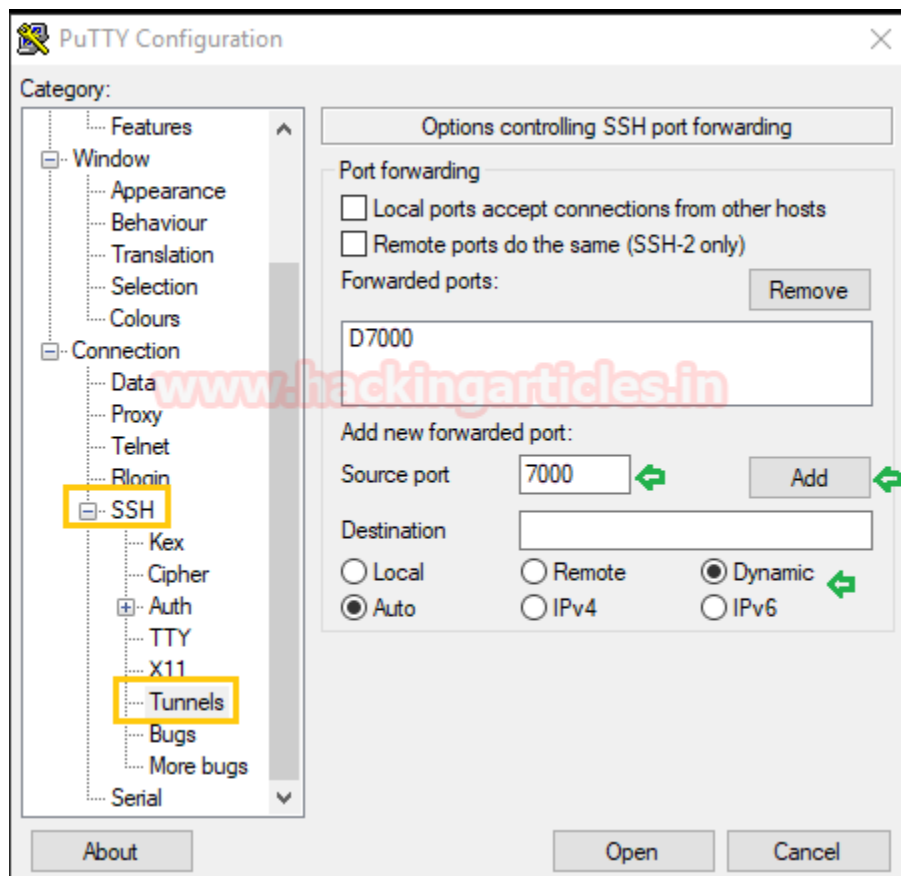 PuTTY Configuration
Category:
Features
Window
Appearance
Behaviour
Translation
Selection
Colours
Connection
Data
Proxy
Telnet
Rlogin
SSH
Kex
Cipher
Auth
TTY
X11
Tunnels
Bugs
More bugs
Serial
Options controlling SSH port forwarding
Port forwarding
Local ports accept connections from other hosts
Remote ports do the same (SSH-2 only)
Forwarded ports:
Remove
D7000
www.hackingarticles.in
Add new forwarded port:
Source port 7000 Add
Destination
Local Remote Dynamic
Auto IPv4 IPv6
About Open Cancel